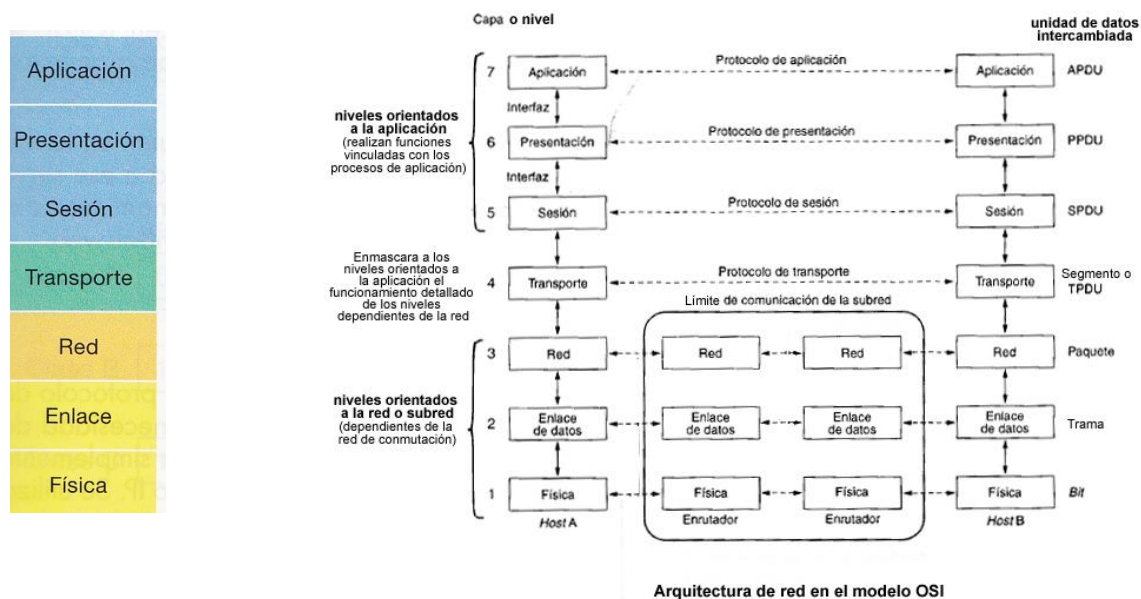 Aplicación
Presentación
Sesión
Transporte
Red
Enlace
Física
Capa o nivel
unidad de datos
intercambiada
7
Aplicación
Protocolo de aplicación
Aplicación
APDU
Interfaz
niveles orientados
a la aplicación
(realizan funciones
vinculadas con los
procesos de aplicación)
6
Presentación
Protocolo de presentación
Presentación
PPDU
Interfaz
5
Sesión
Protocolo de sesión
Sesión
SPDU
Enmascara a los
niveles orientados a
la aplicación el
funcionamiento detallado
de los niveles
dependientes de la red
4
Transporte
Protocolo de transporte
Transporte
Segmento o
TPDU
Límite de comunicación de la subred
3
Red
Red
Red
Red
Paquete
niveles orientados
a la red o subred
(dependientes de la
red de conmutación)
2
Enlace
de datos
Enlace
de datos
Enlace
de datos
Enlace
de datos
Trama
1
Física
Física
Física
Física
Bit
Host A
Enrutador
Enrutador
Host B
Arquitectura de red en el modelo OSI